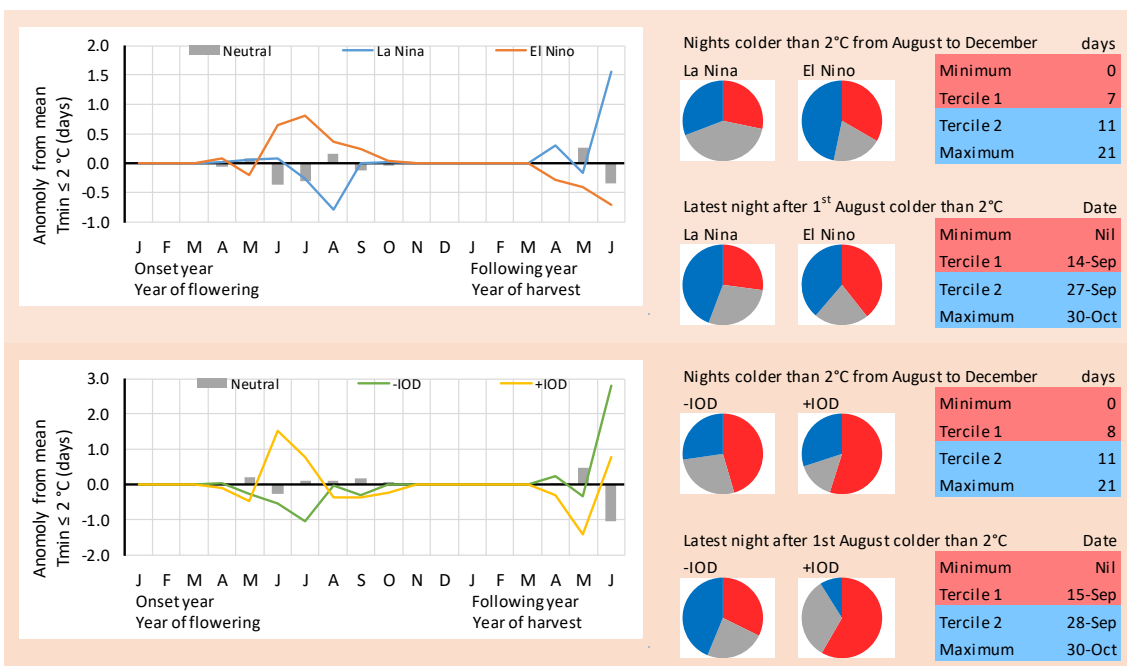 2.0
1.5
1.0
0.5
0.0
-0.5
-1.0
Anomoly from mean
Tmin ≤ 2 °C (days)
Neutral La Nina El Nino
J F M A M J J A S O N D J F M A M J
Onset year Following year
Year of flowering Year of harvest
Nights colder than 2°C from August to December days
La Nina El Nino
Minimum 0
Tercile 1 7
Tercile 2 11
Maximum 21
Latest night after 1st August colder than 2°C Date
La Nina El Nino
Minimum Nil
Tercile 1 14-Sep
Tercile 2 27-Sep
Maximum 30-Oct
3.0
2.0
1.0
0.0
-1.0
-2.0
Anomoly from mean
Tmin ≤ 2 °C (days)
Neutral -IOD +IOD
J F M A M J J A S O N D J F M A M J
Onset year Following year
Year of flowering Year of harvest
Nights colder than 2°C from August to December days
-IOD +IOD
Minimum 0
Tercile 1 8
Tercile 2 11
Maximum 21
Latest night after 1st August colder than 2°C Date
-IOD +IOD
Minimum Nil
Tercile 1 15-Sep
Tercile 2 28-Sep
Maximum 30-Oct